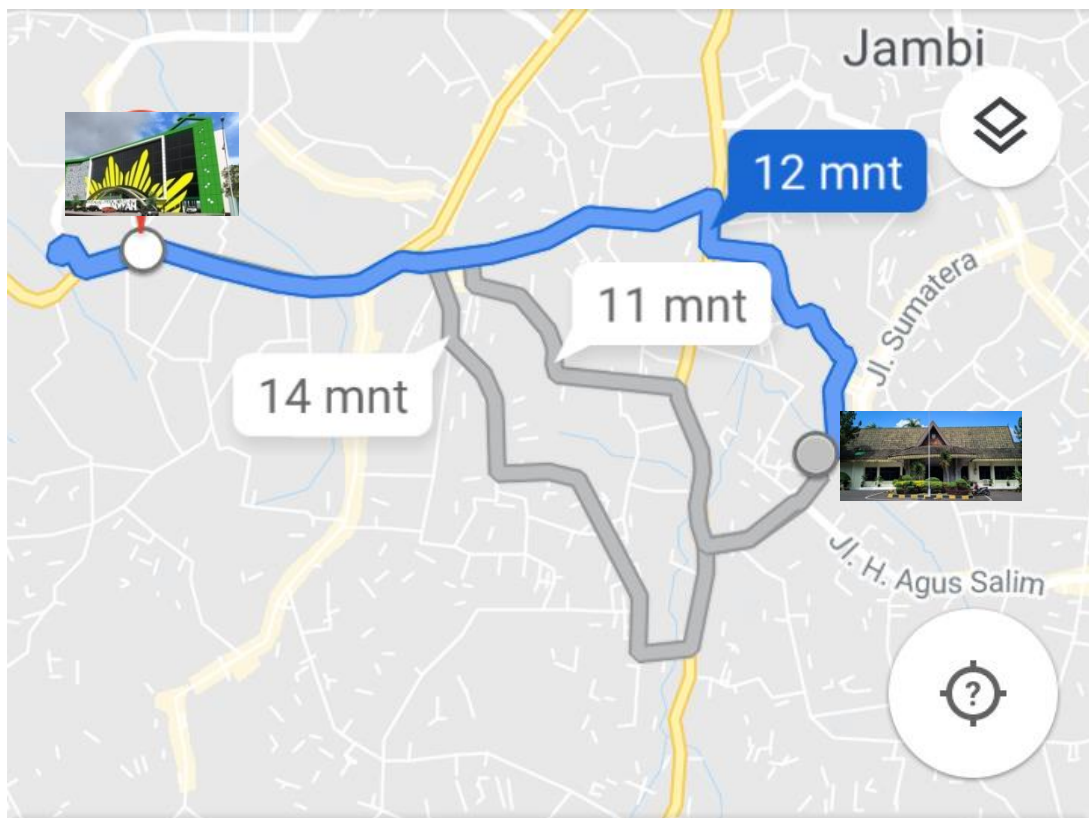 Jambi
12 mnt
11 mnt
14 mnt
Jl. Sumatera
Jl. H. Agus Salim
?